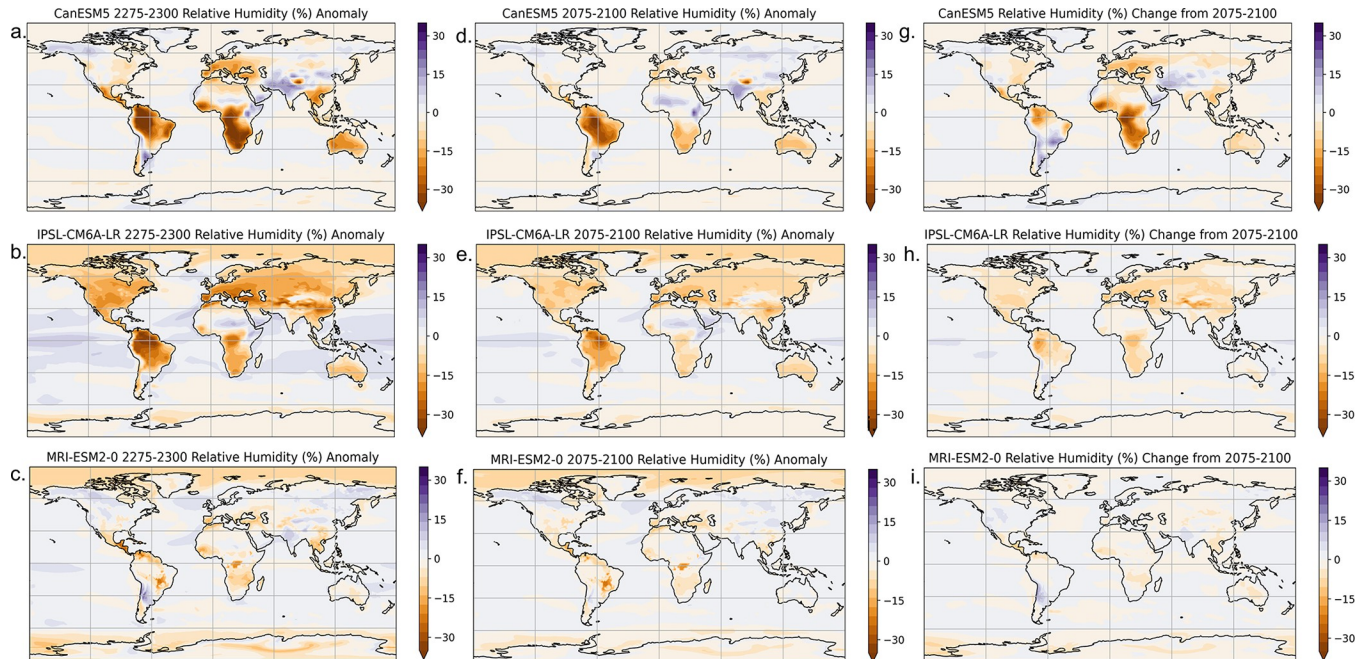 CanESM5 2275-2300 Relative Humidity (%) Anomaly
a.
30
15
0
−15
−30
CanESM5 2075-2100 Relative Humidity (%) Anomaly
d.
30
15
0
−15
−30
CanESM5 Relative Humidity (%) Change from 2075-2100
g.
30
15
0
−15
−30
IPSL-CM6A-LR 2275-2300 Relative Humidity (%) Anomaly
b.
30
15
0
−15
−30
IPSL-CM6A-LR 2075-2100 Relative Humidity (%) Anomaly
e.
30
15
0
−15
−30
IPSL-CM6A-LR Relative Humidity (%) Change from 2075-2100
h.
30
15
0
−15
−30
MRI-ESM2-0 2275-2300 Relative Humidity (%) Anomaly
c.
30
15
0
−15
−30
MRI-ESM2-0 2075-2100 Relative Humidity (%) Anomaly
f.
30
15
0
−15
−30
MRI-ESM2-0 Relative Humidity (%) Change from 2075-2100
i.
30
15
0
−15
−30